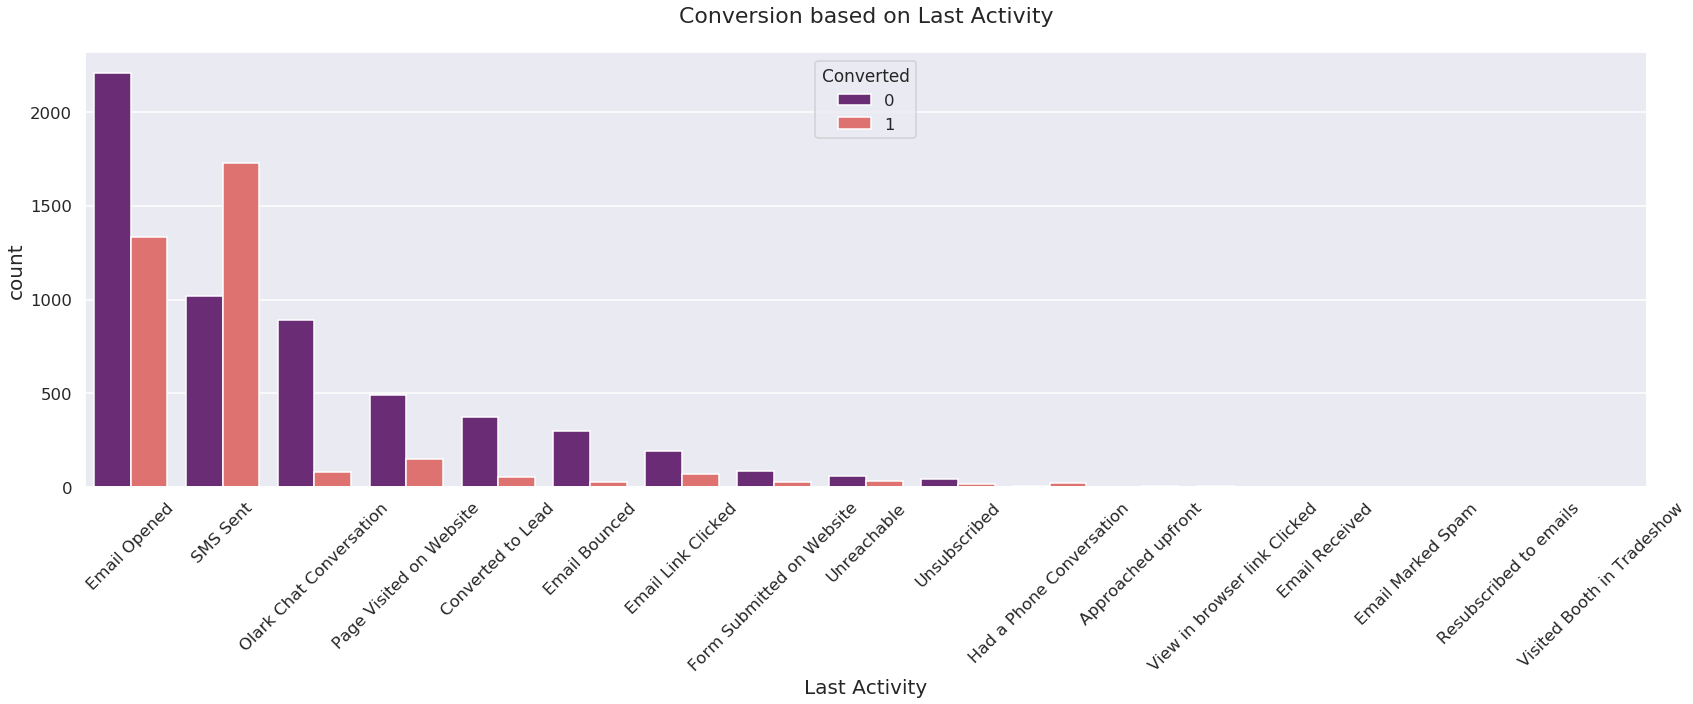 Conversion based on Last Activity
Converted
0
1
2000
1500
1000
500
0
count
Email Opened
SMS Sent
Olark Chat Conversation
Page Visited on Website
Converted to Lead
Email Bounced
Email Link Clicked
Form Submitted on Website
Unreachable
Unsubscribed
Had a Phone Conversation
Approached upfront
View in browser link Clicked
Email Received
Email Marked Spam
Resubscribed to emails
Visited Booth in Tradeshow
Last Activity